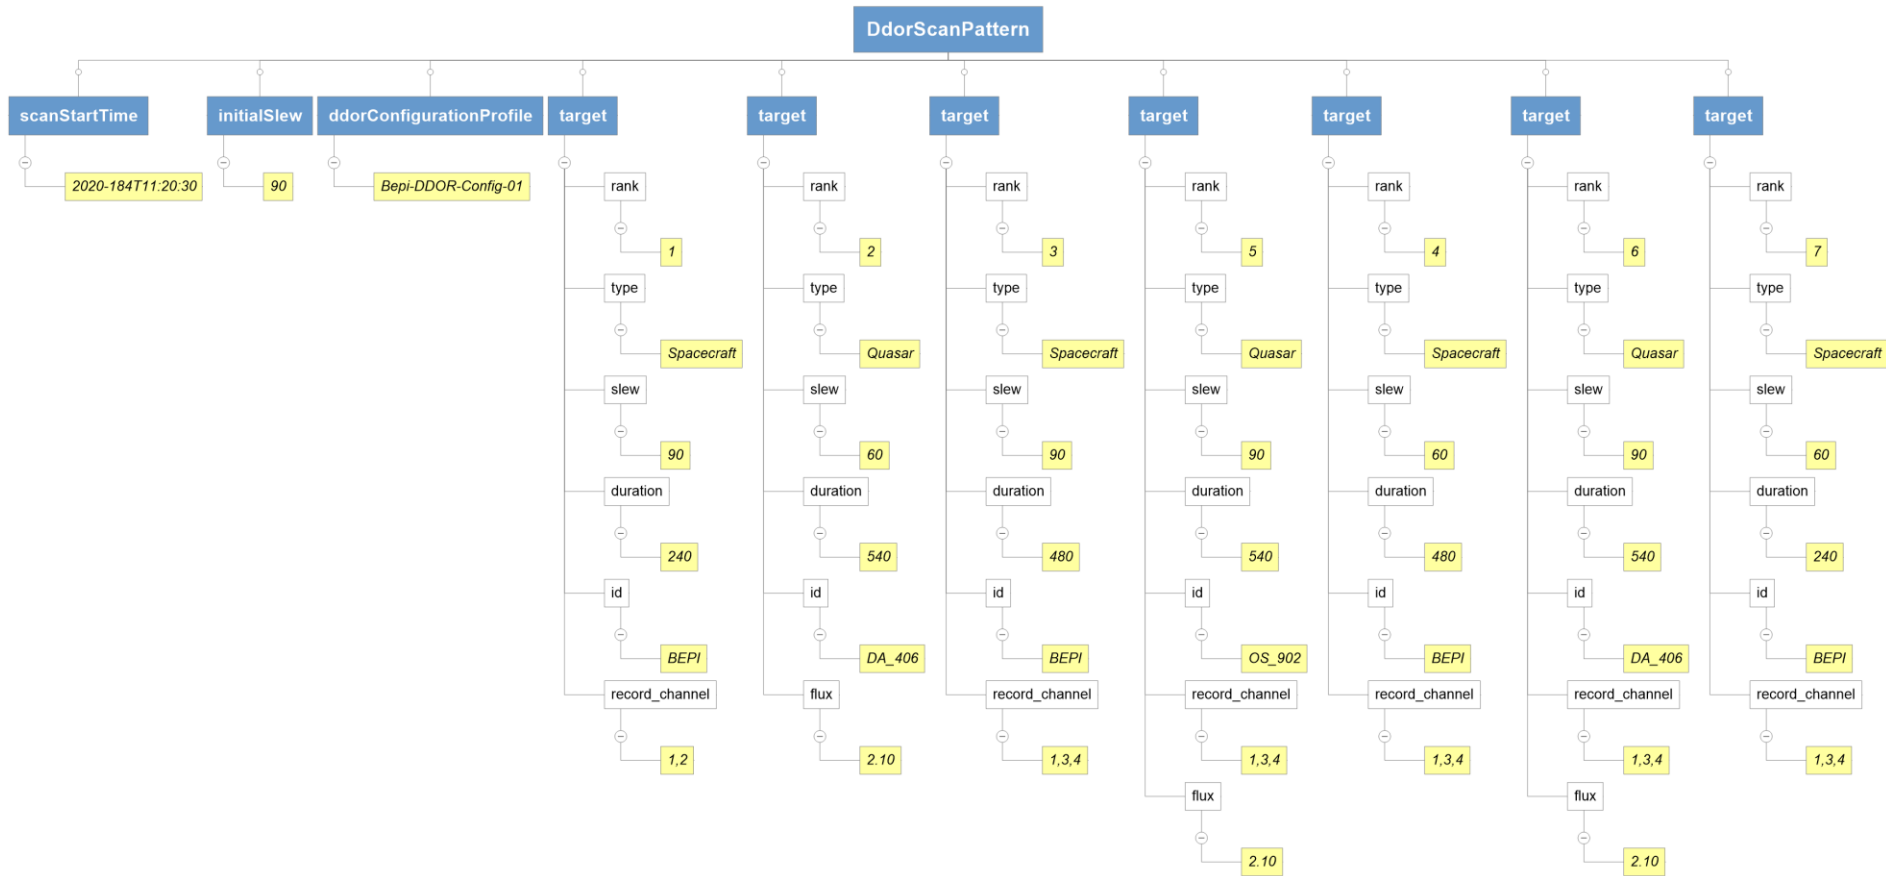 DdorScanPattern
scanStartTime initialSlew ddorConfigurationProfile target target target target target target target
2020-184T11:20:30 90 Bepi-DDOR-Config-01 rank rank rank rank rank rank rank
1 2 3 5 4 6 7
type type type type type type type
Spacecraft Quasar Spacecraft Quasar Spacecraft Quasar Spacecraft
slew slew slew slew slew slew slew
90 60 90 90 60 90 60
duration duration duration duration duration duration duration
240 540 480 540 480 540 240
id id id id id id id
BEPI DA_406 BEPI OS_902 BEPI DA_406 BEPI
record_channel flux record_channel record_channel record_channel record_channel record_channel
1,2 2.10 1,3,4 1,3,4 1,3,4 1,3,4 1,3,4
flux flux
2.10 2.10